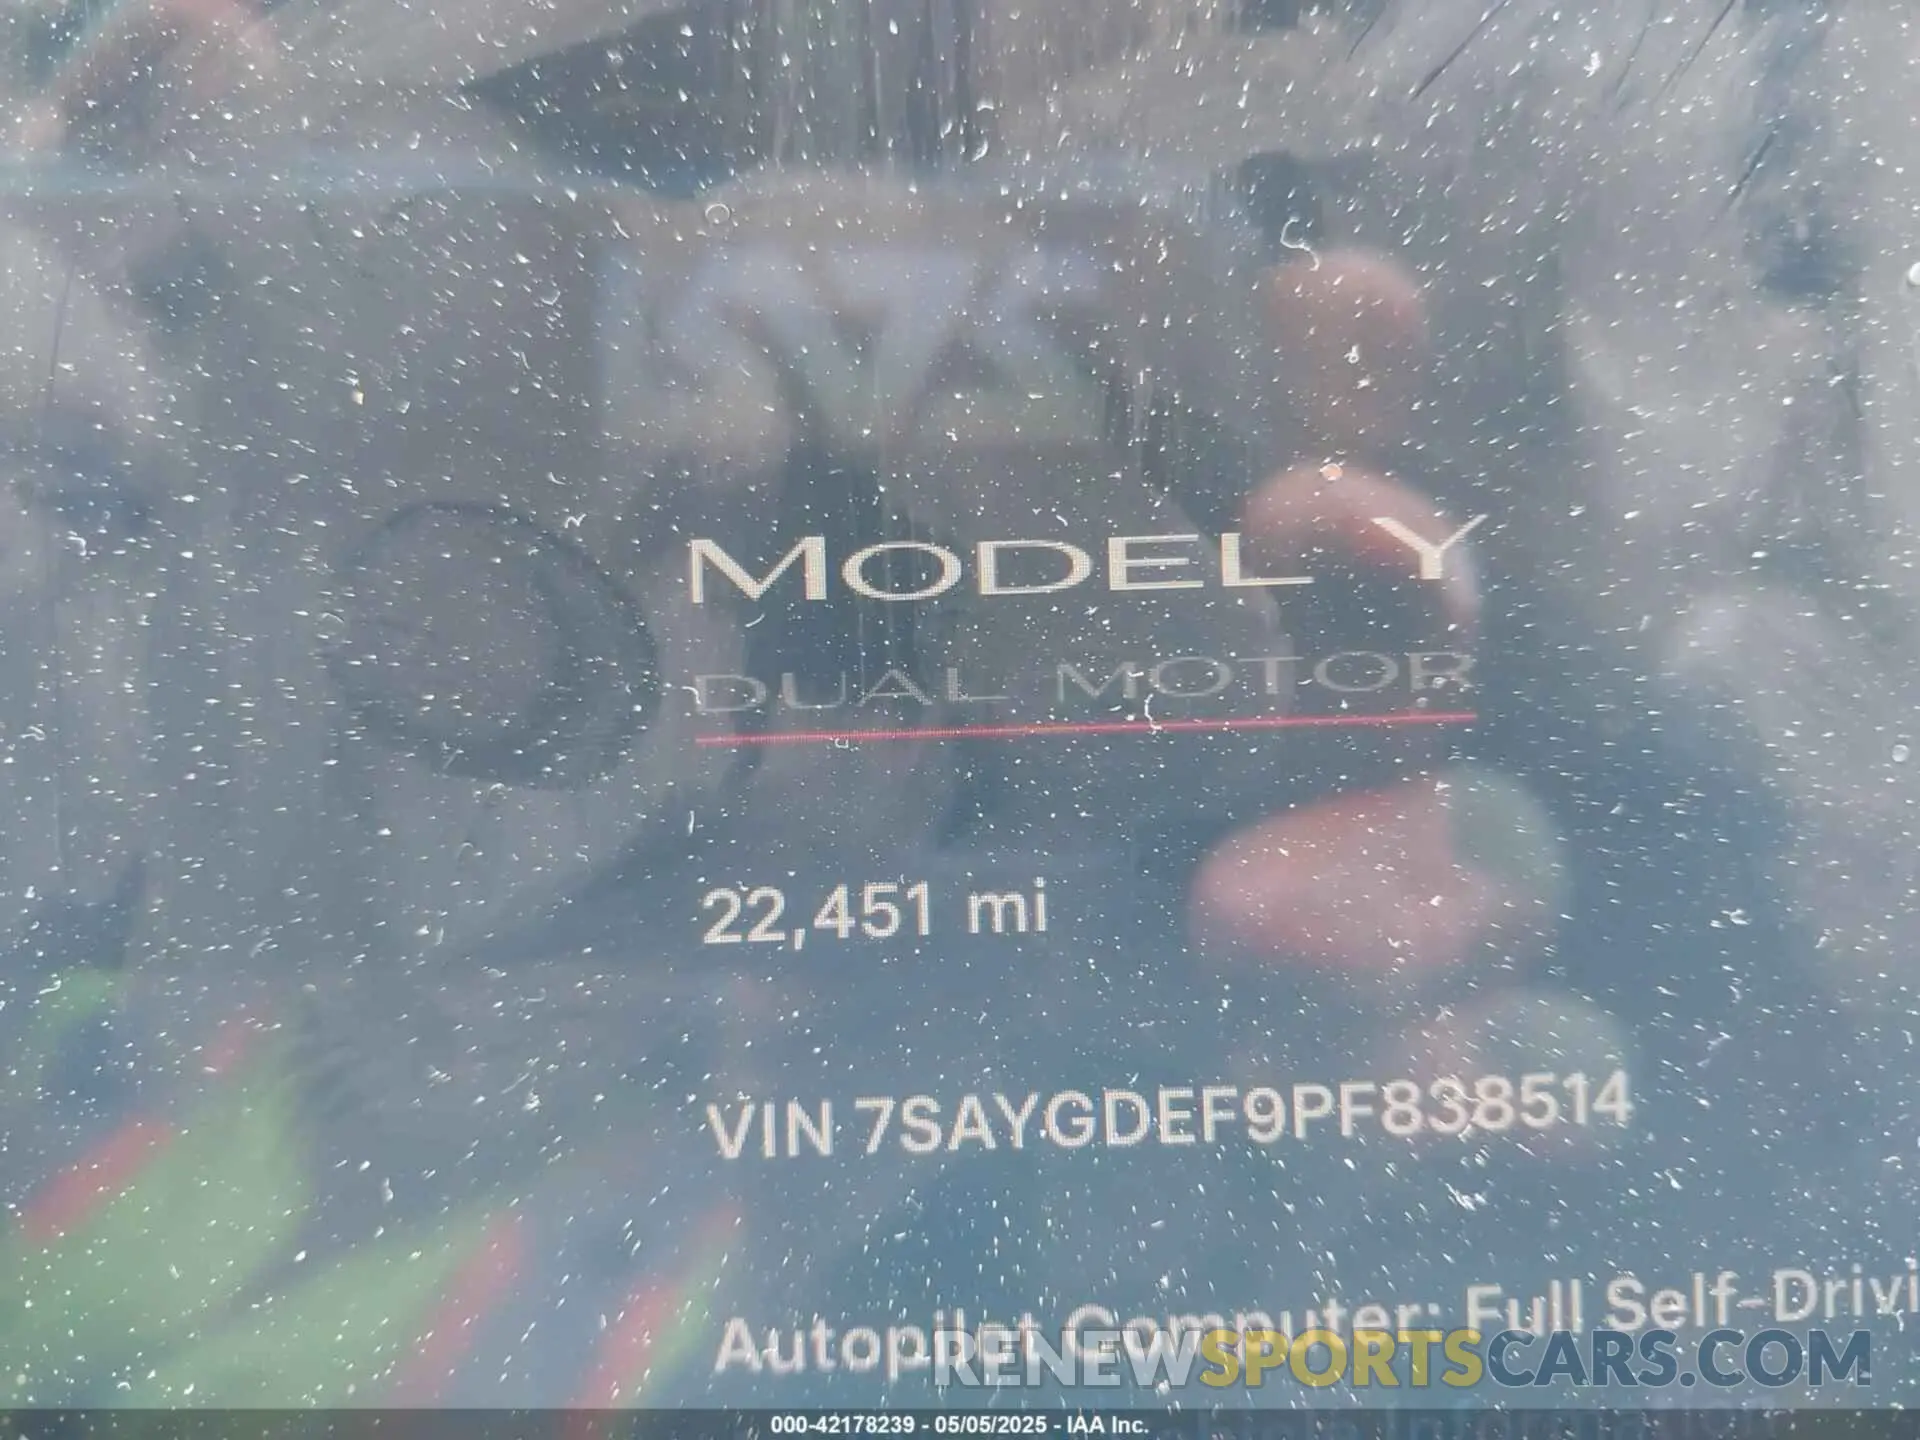 MODEL Y
DUAL MOTOR
22,451 mi
VIN 7SAYGDEF9PF838514
Autopilot Computer: Full Self-Drivi
RENEWSPORTSCARS.COM
000-42178239 - 05/05/2025 - IAA Inc.